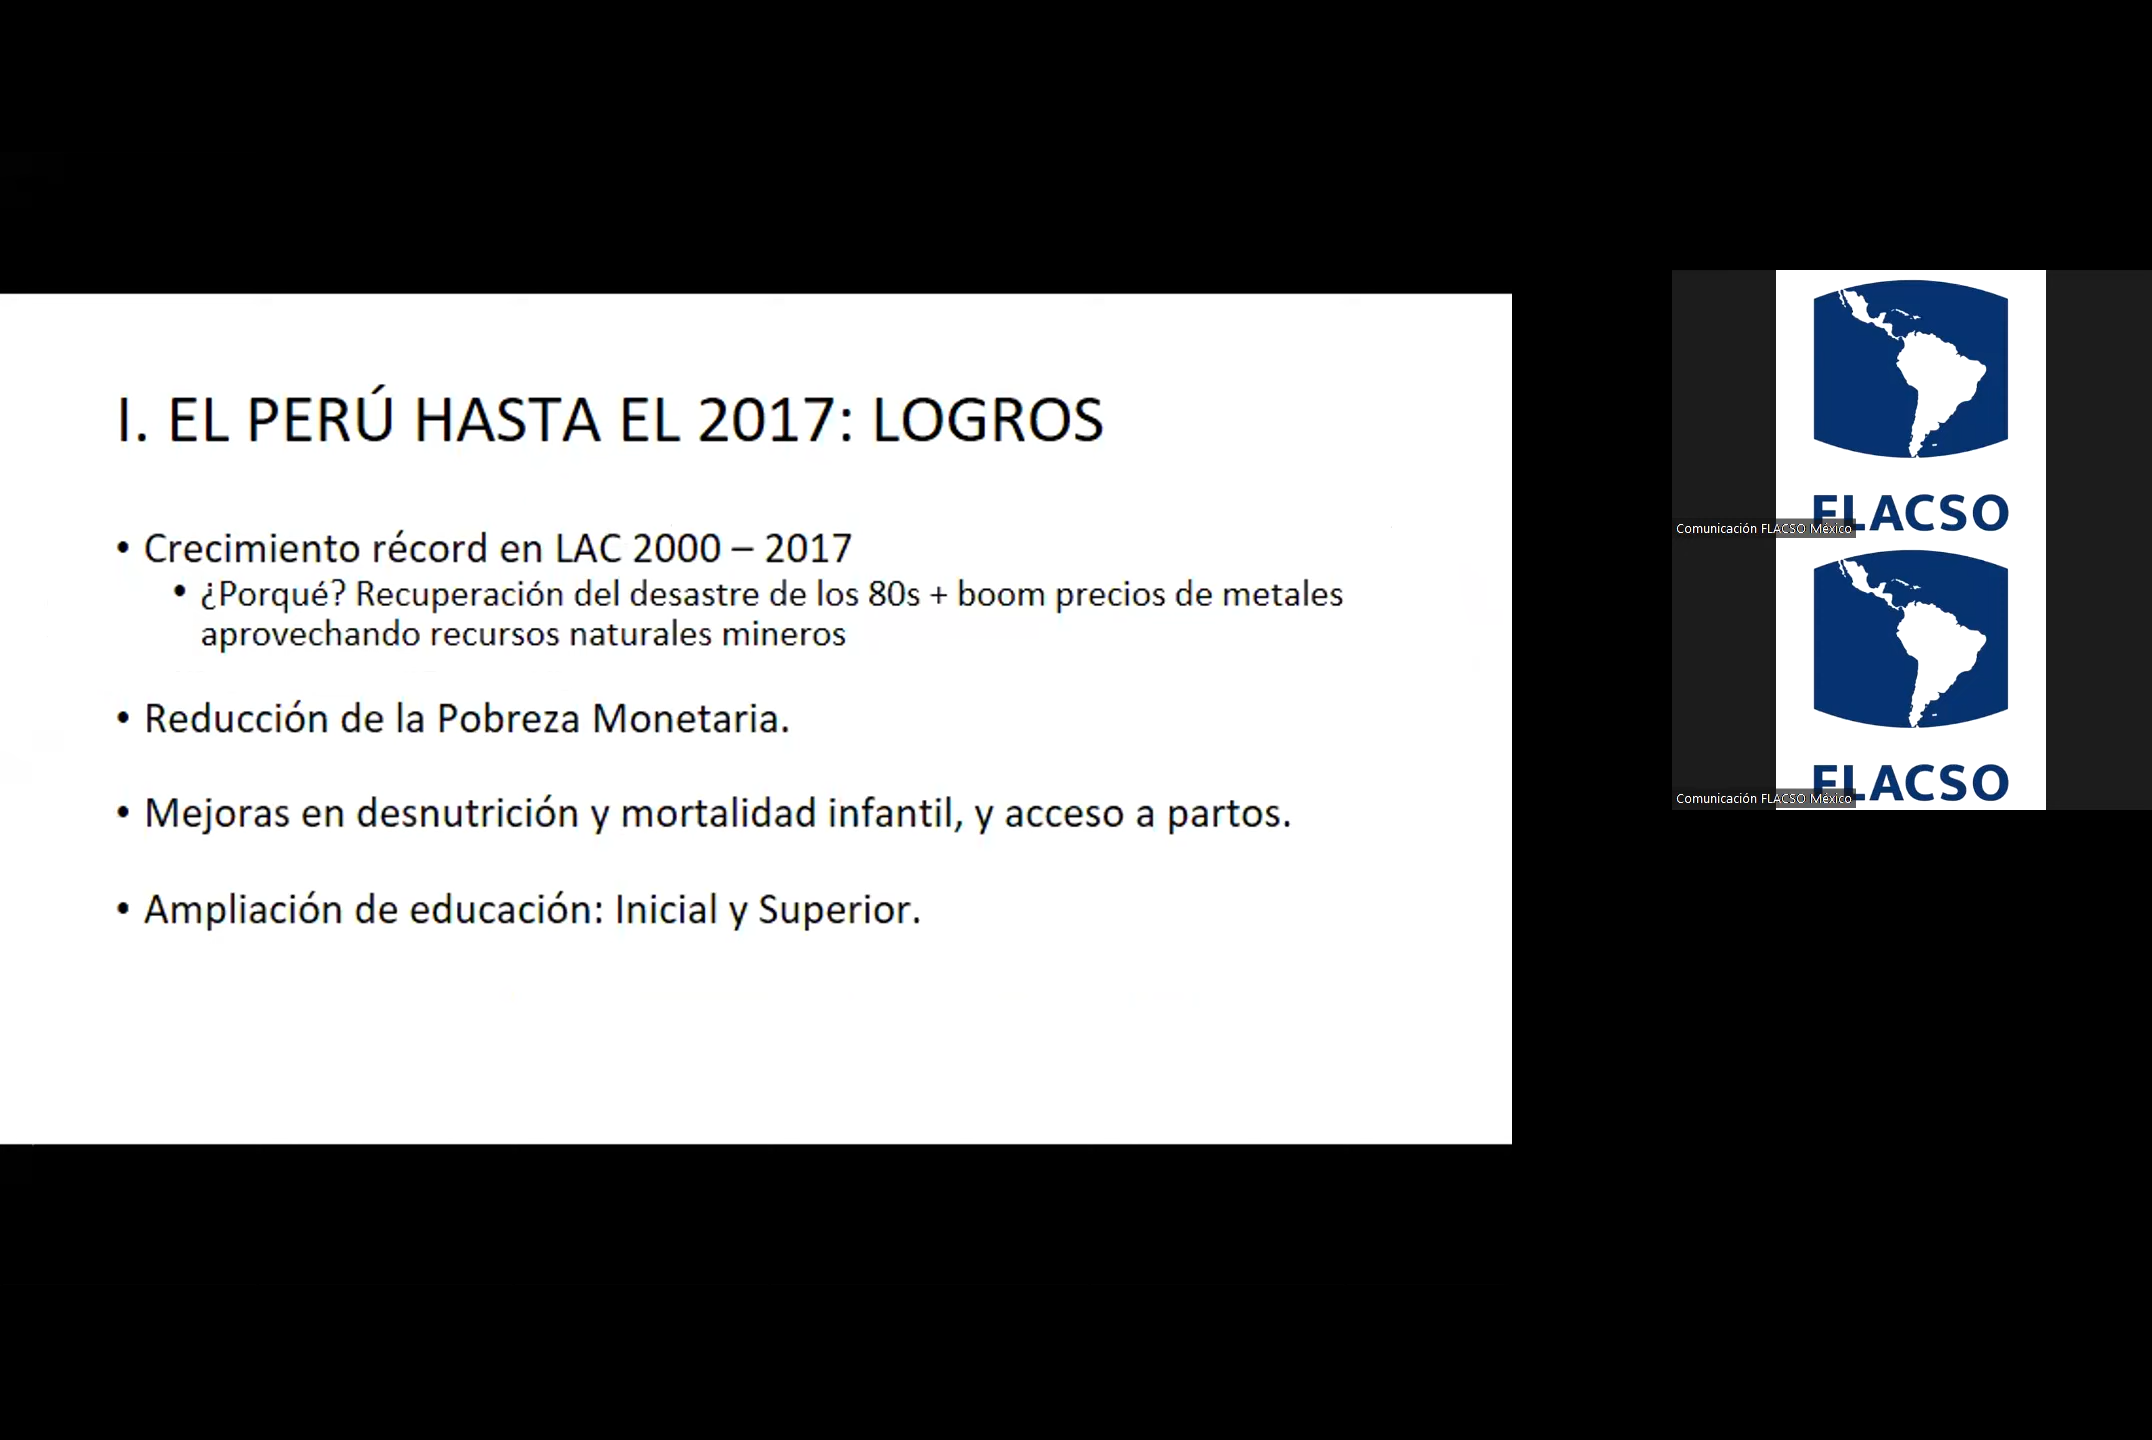 I. EL PERÚ HASTA EL 2017: LOGROS
• Crecimiento récord en LAC 2000 – 2017
• ¿Porqué? Recuperación del desastre de los 80s + boom precios de metales
aprovechando recursos naturales mineros
• Reducción de la Pobreza Monetaria.
• Mejoras en desnutrición y mortalidad infantil, y acceso a partos.
• Ampliación de educación: Inicial y Superior.
FLACSO
Comunicación FLACSO México
FLACSO
Comunicación FLACSO México